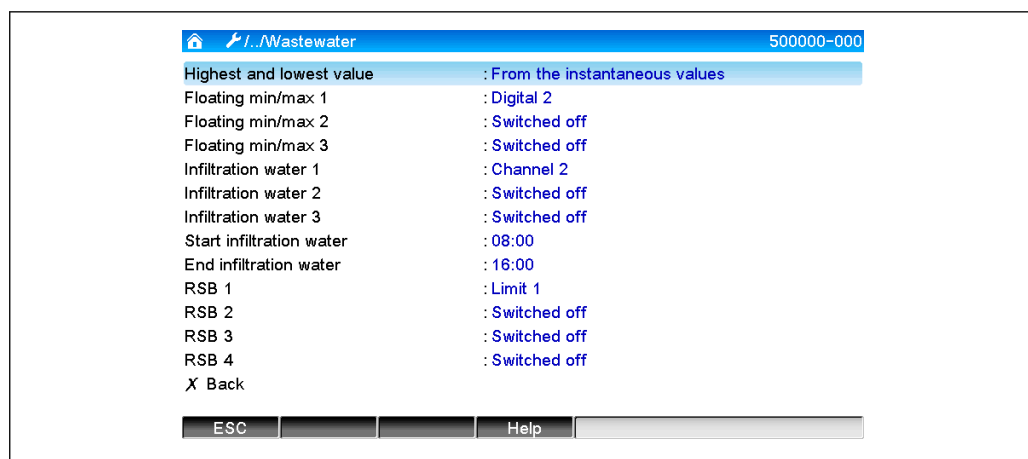 /../Wastewater 500000-000
Highest and lowest value : From the instantaneous values
Floating min/max 1 : Digital 2
Floating min/max 2 : Switched off
Floating min/max 3 : Switched off
Infiltration water 1 : Channel 2
Infiltration water 2 : Switched off
Infiltration water 3 : Switched off
Start infiltration water : 08:00
End infiltration water : 16:00
RSB 1 : Limit 1
RSB 2 : Switched off
RSB 3 : Switched off
RSB 4 : Switched off
X Back
ESC Help